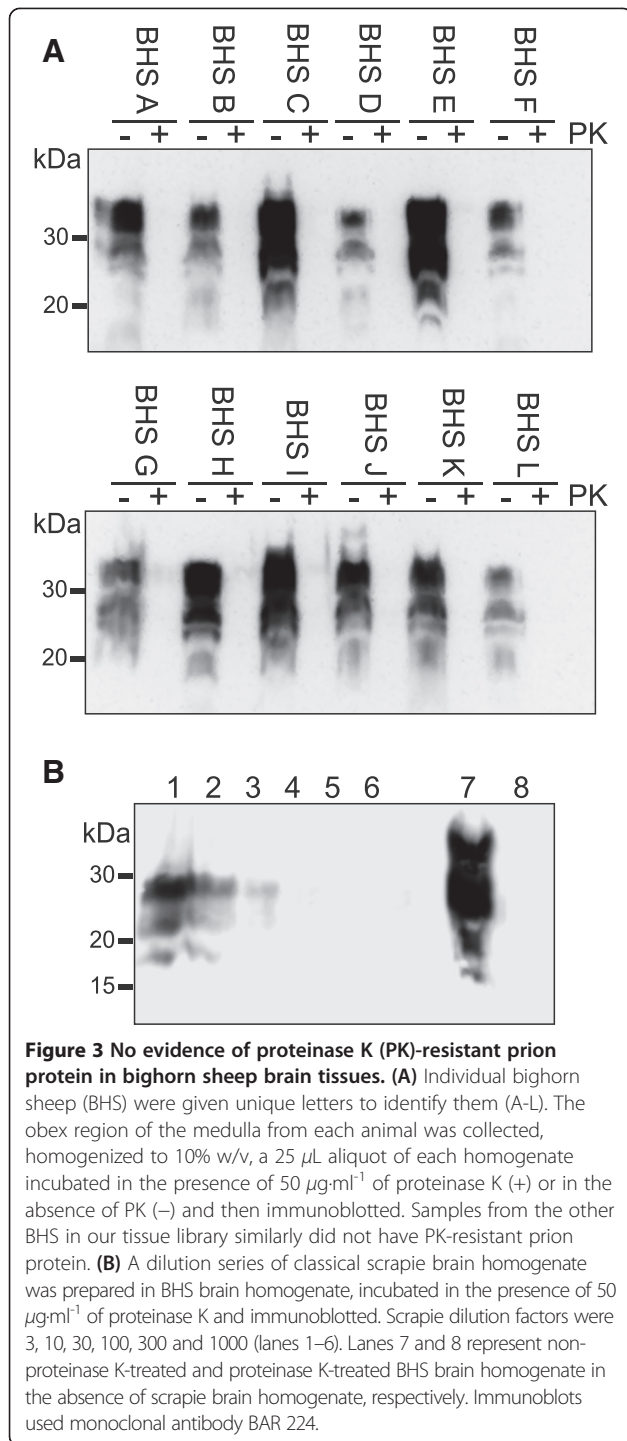 A
BHS A BHS B BHS C BHS D BHS E BHS F
- + - + - + - + - + - + PK
kDa
30
20
BHS G BHS H BHS I BHS J BHS K BHS L
- + - + - + - + - + - + PK
kDa
30
20
B
1 2 3 4 5 6 7 8
kDa
30
20
15
Figure 3 No evidence of proteinase K (PK)-resistant prion
protein in bighorn sheep brain tissues. (A) Individual bighorn
sheep (BHS) were given unique letters to identify them (A-L). The
obex region of the medulla from each animal was collected,
homogenized to 10% w/v, a 25 μL aliquot of each homogenate
incubated in the presence of 50 μg·ml⁻¹ of proteinase K (+) or in the
absence of PK (−) and then immunoblotted. Samples from the other
BHS in our tissue library similarly did not have PK-resistant prion
protein. (B) A dilution series of classical scrapie brain homogenate
was prepared in BHS brain homogenate, incubated in the presence of 50
μg·ml⁻¹ of proteinase K and immunoblotted. Scrapie dilution factors were
3, 10, 30, 100, 300 and 1000 (lanes 1–6). Lanes 7 and 8 represent non-
proteinase K-treated and proteinase K-treated BHS brain homogenate in
the absence of scrapie brain homogenate, respectively. Immunoblots
used monoclonal antibody BAR 224.